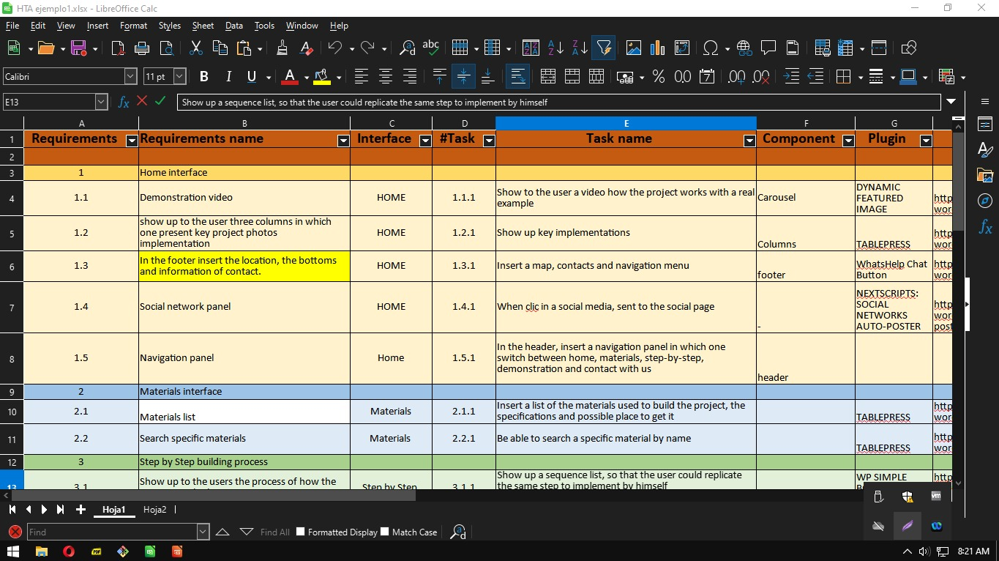 HTA ejemplo1.xlsx - LibreOffice Calc
File Edit View Insert Format Styles Sheet Data Tools Window Help
Calibri 11 pt B I U A
E13 fx Show up a sequence list, so that the user could replicate the same step to implement by himself
A B C D E F G
1 Requirements Requirements name Interface #Task Task name Component Plugin
2
3 1 Home interface
4 1.1 Demonstration video HOME 1.1.1 Show to the user a video how the project works with a real example Carousel DYNAMIC FEATURED IMAGE http wor
5 1.2 show up to the user three columns in which one present key project photos implementation HOME 1.2.1 Show up key implementations Columns TABLEPRESS http wor
6 1.3 In the footer insert the location, the bottoms and information of contact. HOME 1.3.1 Insert a map, contacts and navigation menu footer WhatsHelp Chat Button http wor
7 1.4 Social network panel HOME 1.4.1 When clic in a social media, sent to the social page - NEXTSCRIPTS: SOCIAL NETWORKS AUTO-POSTER http wor post
8 1.5 Navigation panel Home 1.5.1 In the header, insert a navigation panel in which one switch between home, materials, step-by-step, demonstration and contact with us header
9 2 Materials interface
10 2.1 Materials list Materials 2.1.1 Insert a list of the materials used to build the project, the specifications and possible place to get it TABLEPRESS http wor
11 2.2 Search specific materials Materials 2.2.1 Be able to search a specific material by name TABLEPRESS http wor
12 3 Step by Step building process
13 3.1 Show up to the users the process of how the Step by Step 3.1.1 Show up a sequence list, so that the user could replicate the same step to implement by himself WP SIMPLE http
Hoja1 Hoja2
Find Find All Formatted Display Match Case
8:21 AM